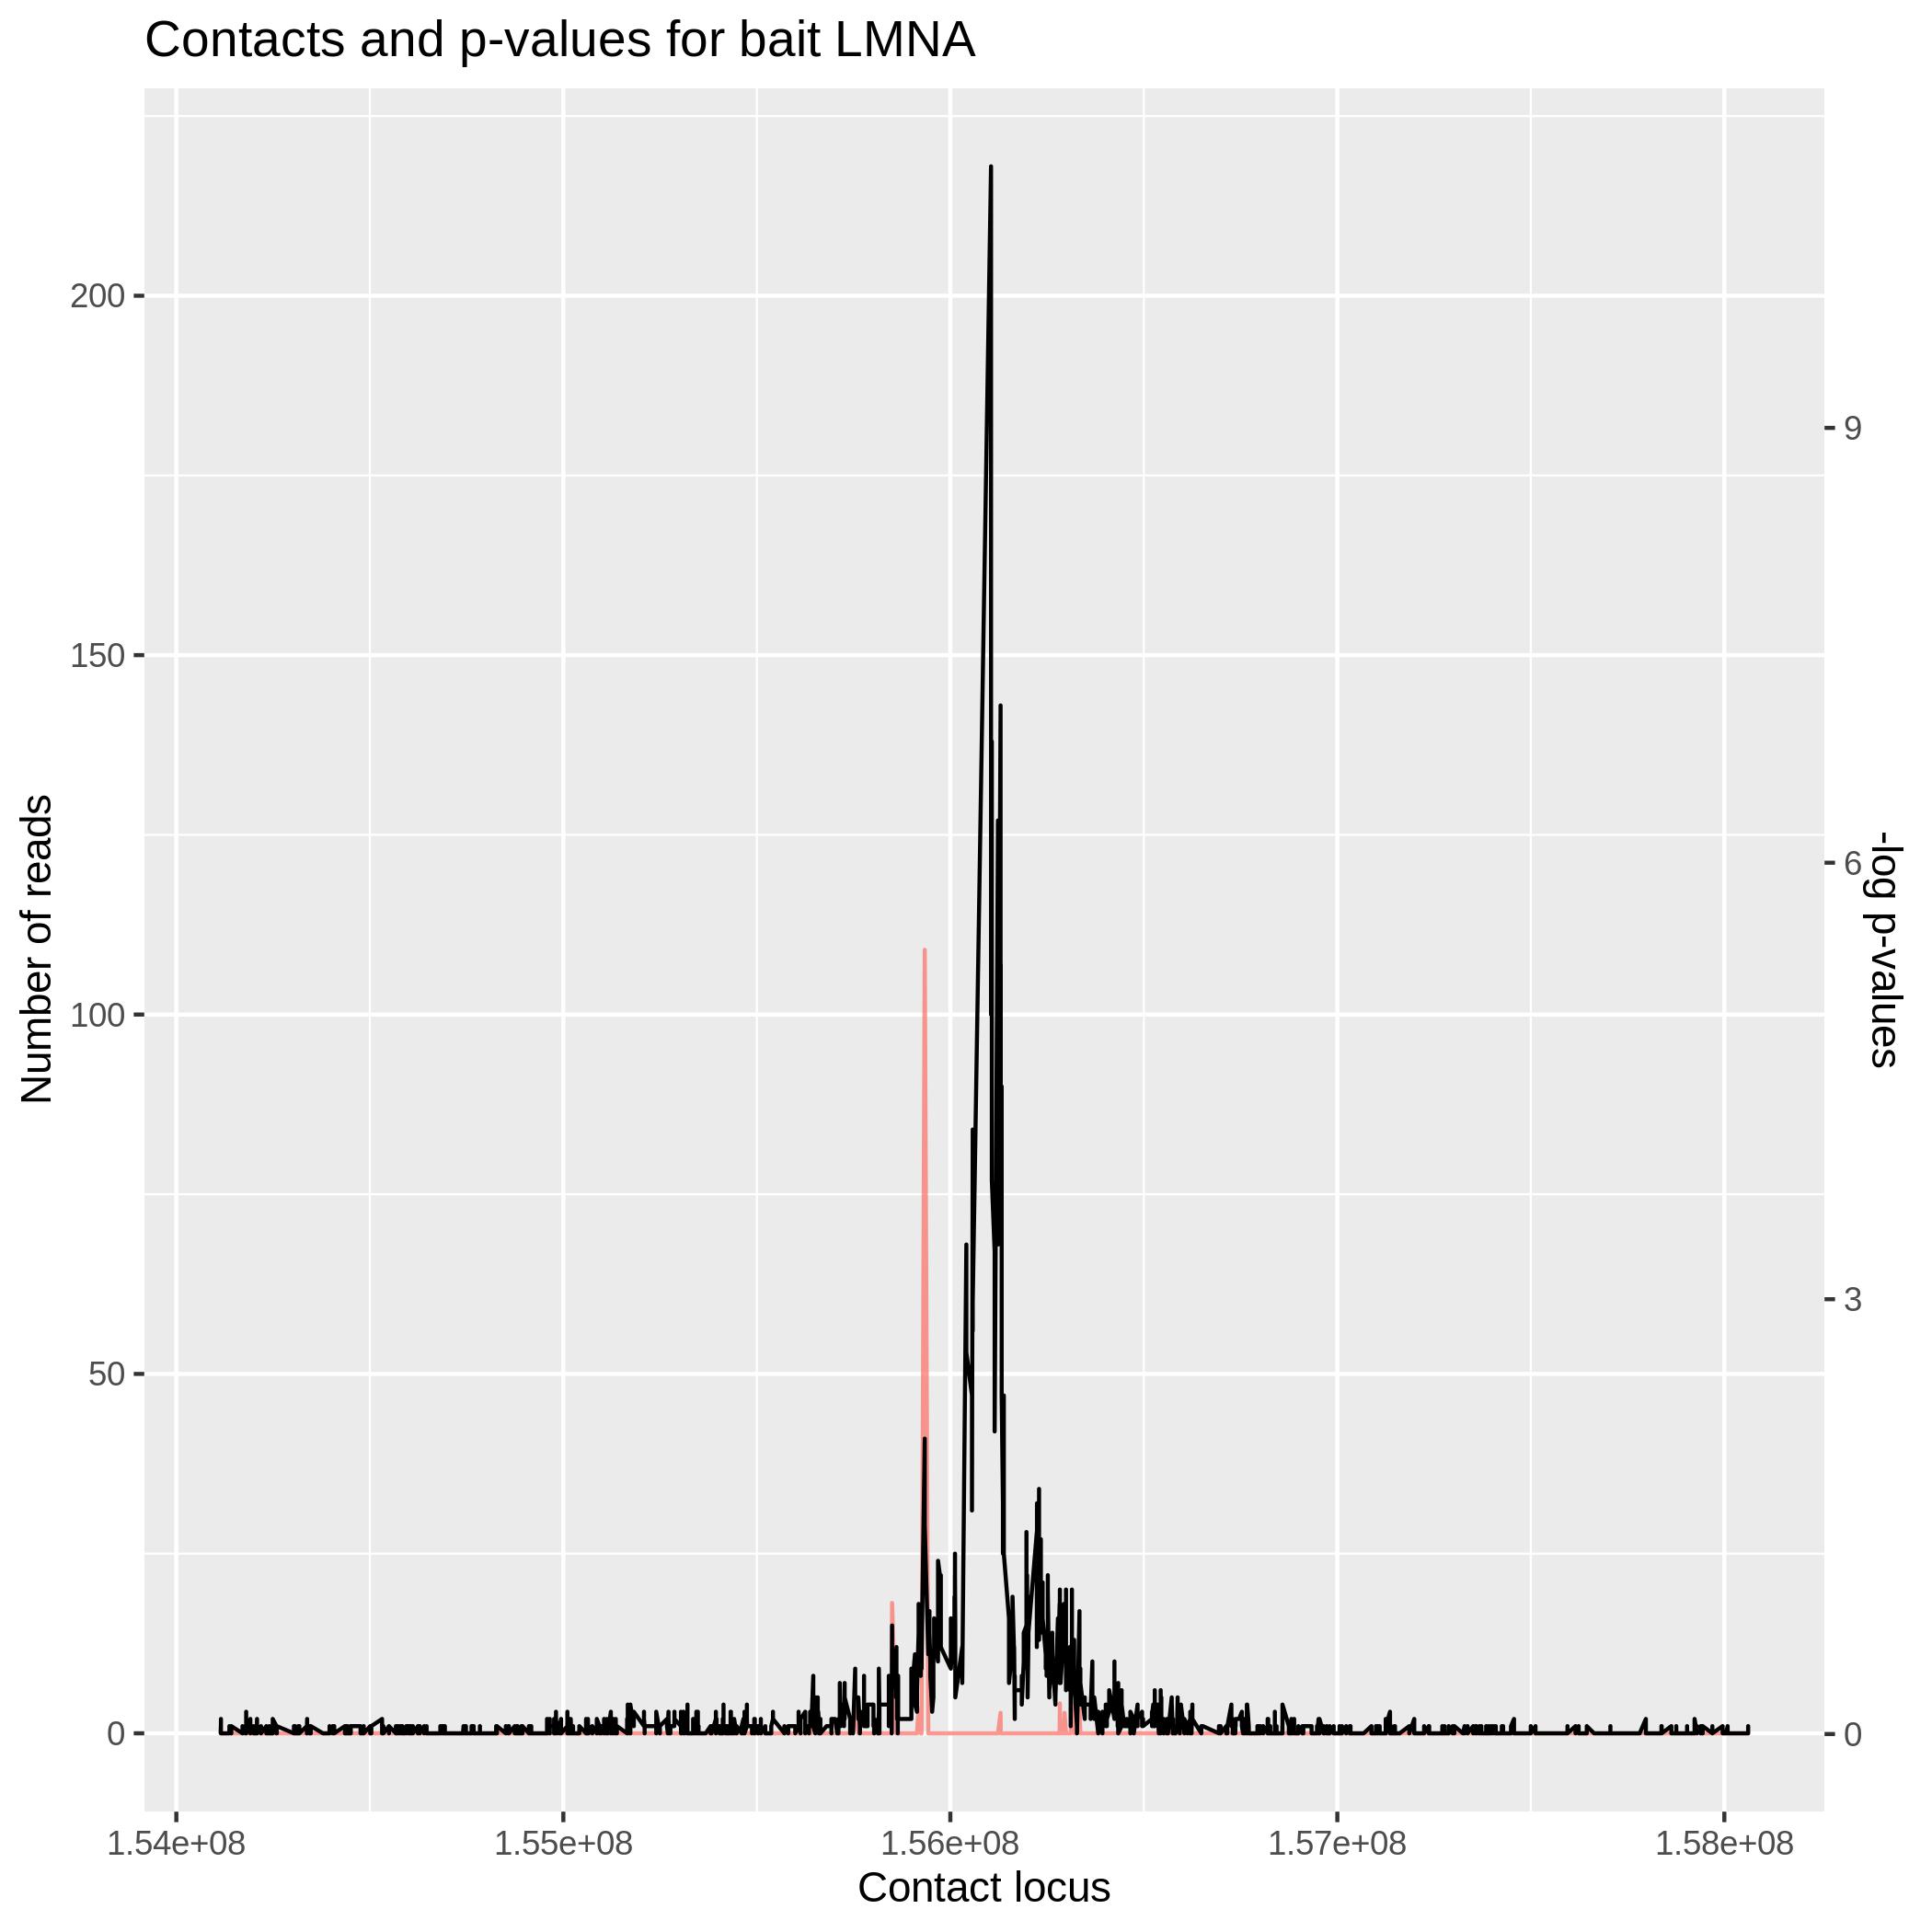 Contacts and p-values for bait LMNA
Number of reads
200
150
100
50
0
9
6
3
0
-log p-values
1.54e+08 1.55e+08 1.56e+08 1.57e+08 1.58e+08
Contact locus